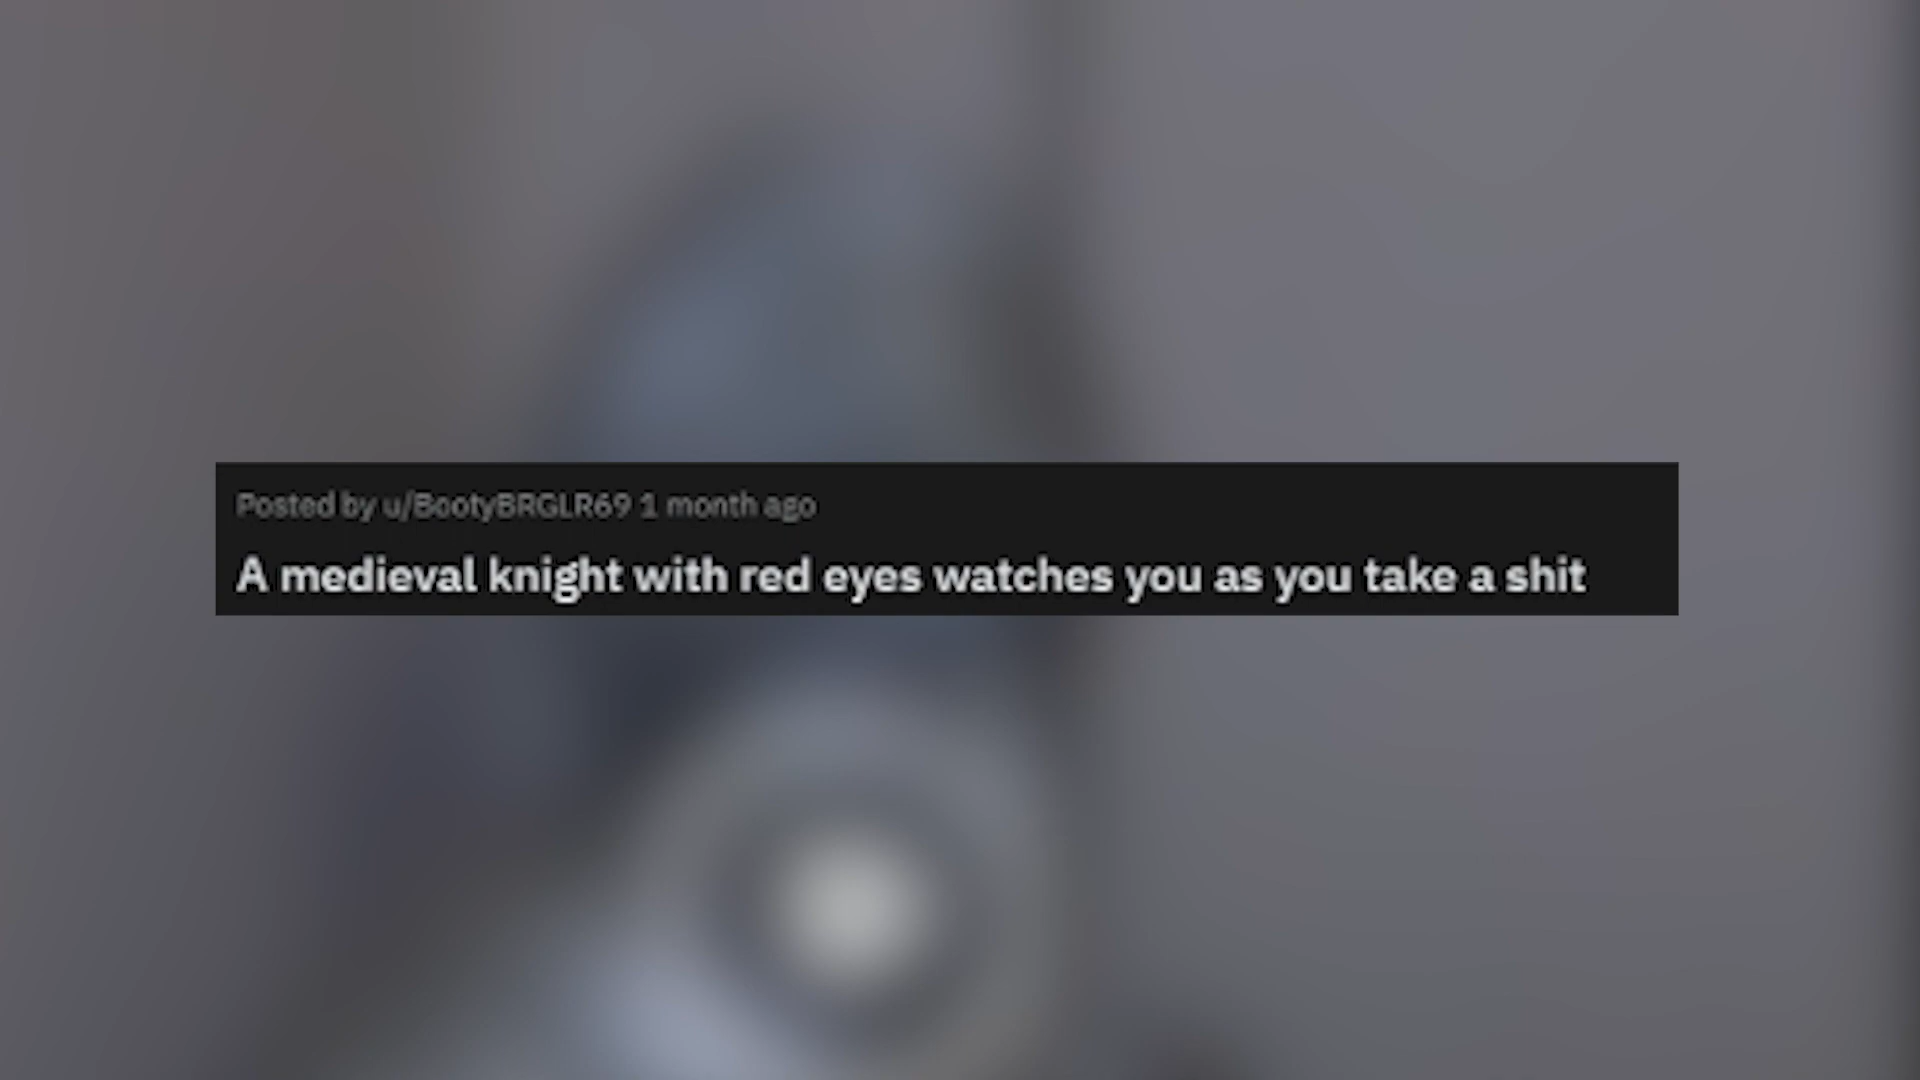 Posted by u/BootyBRGLR69 1 month ago
A medieval knight with red eyes watches you as you take a shit